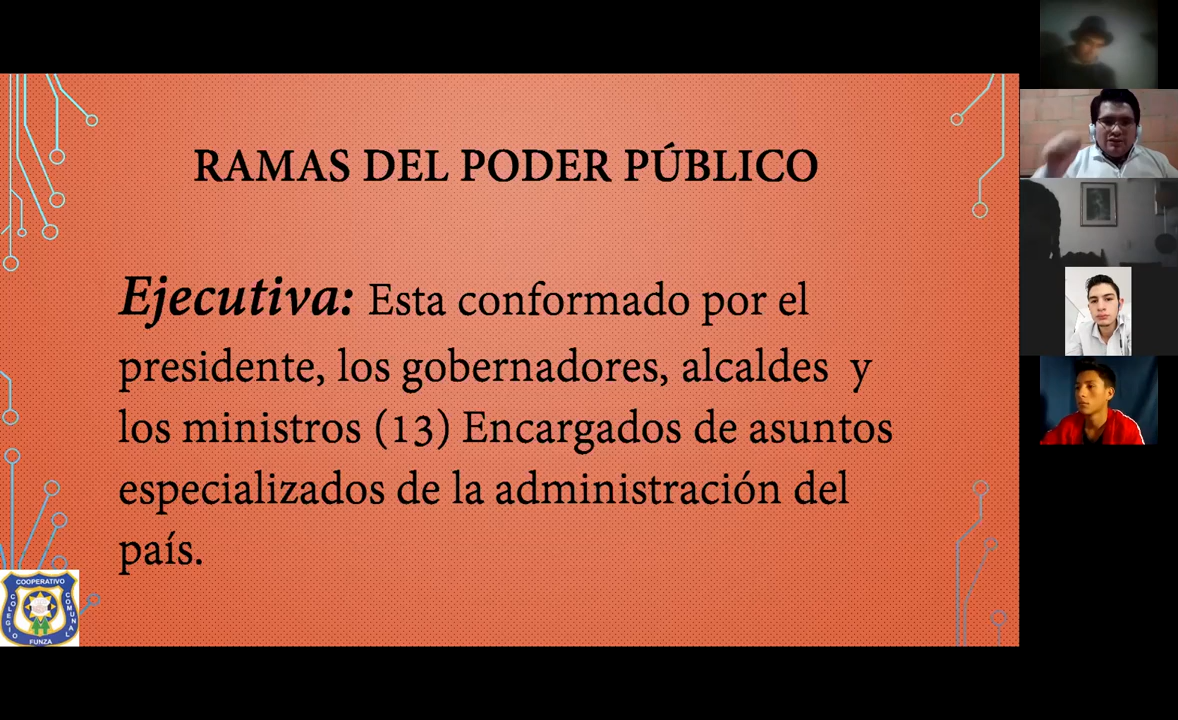 RAMAS DEL PODER PÚBLICO
Ejecutiva: Esta conformado por el
presidente, los gobernadores, alcaldes y
los ministros (13) Encargados de asuntos
especializados de la administración del
país.
COOPERATIVO
COLEGIO
COMUNAL
FUNZA